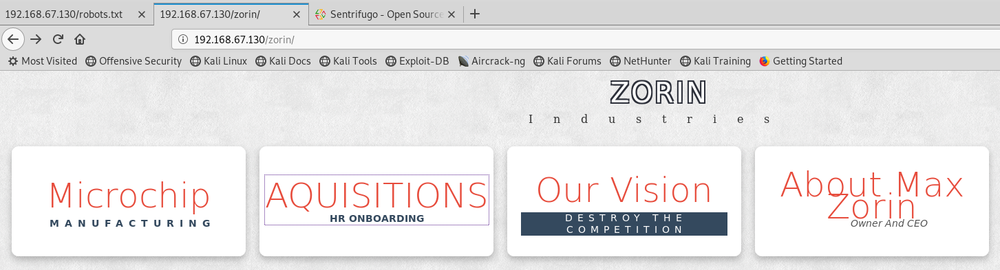 192.168.67.130/robots.txt
192.168.67.130/zorin/
Sentrifugo - Open Source
192.168.67.130/zorin/
Most Visited
Offensive Security
Kali Linux
Kali Docs
Kali Tools
Exploit-DB
Aircrack-ng
Kali Forums
NetHunter
Kali Training
Getting Started
ZORIN
Industries
Microchip
MANUFACTURING
AQUISITIONS
HR ONBOARDING
Our Vision
DESTROY THE
COMPETITION
About Max
Zorin
Owner And CEO